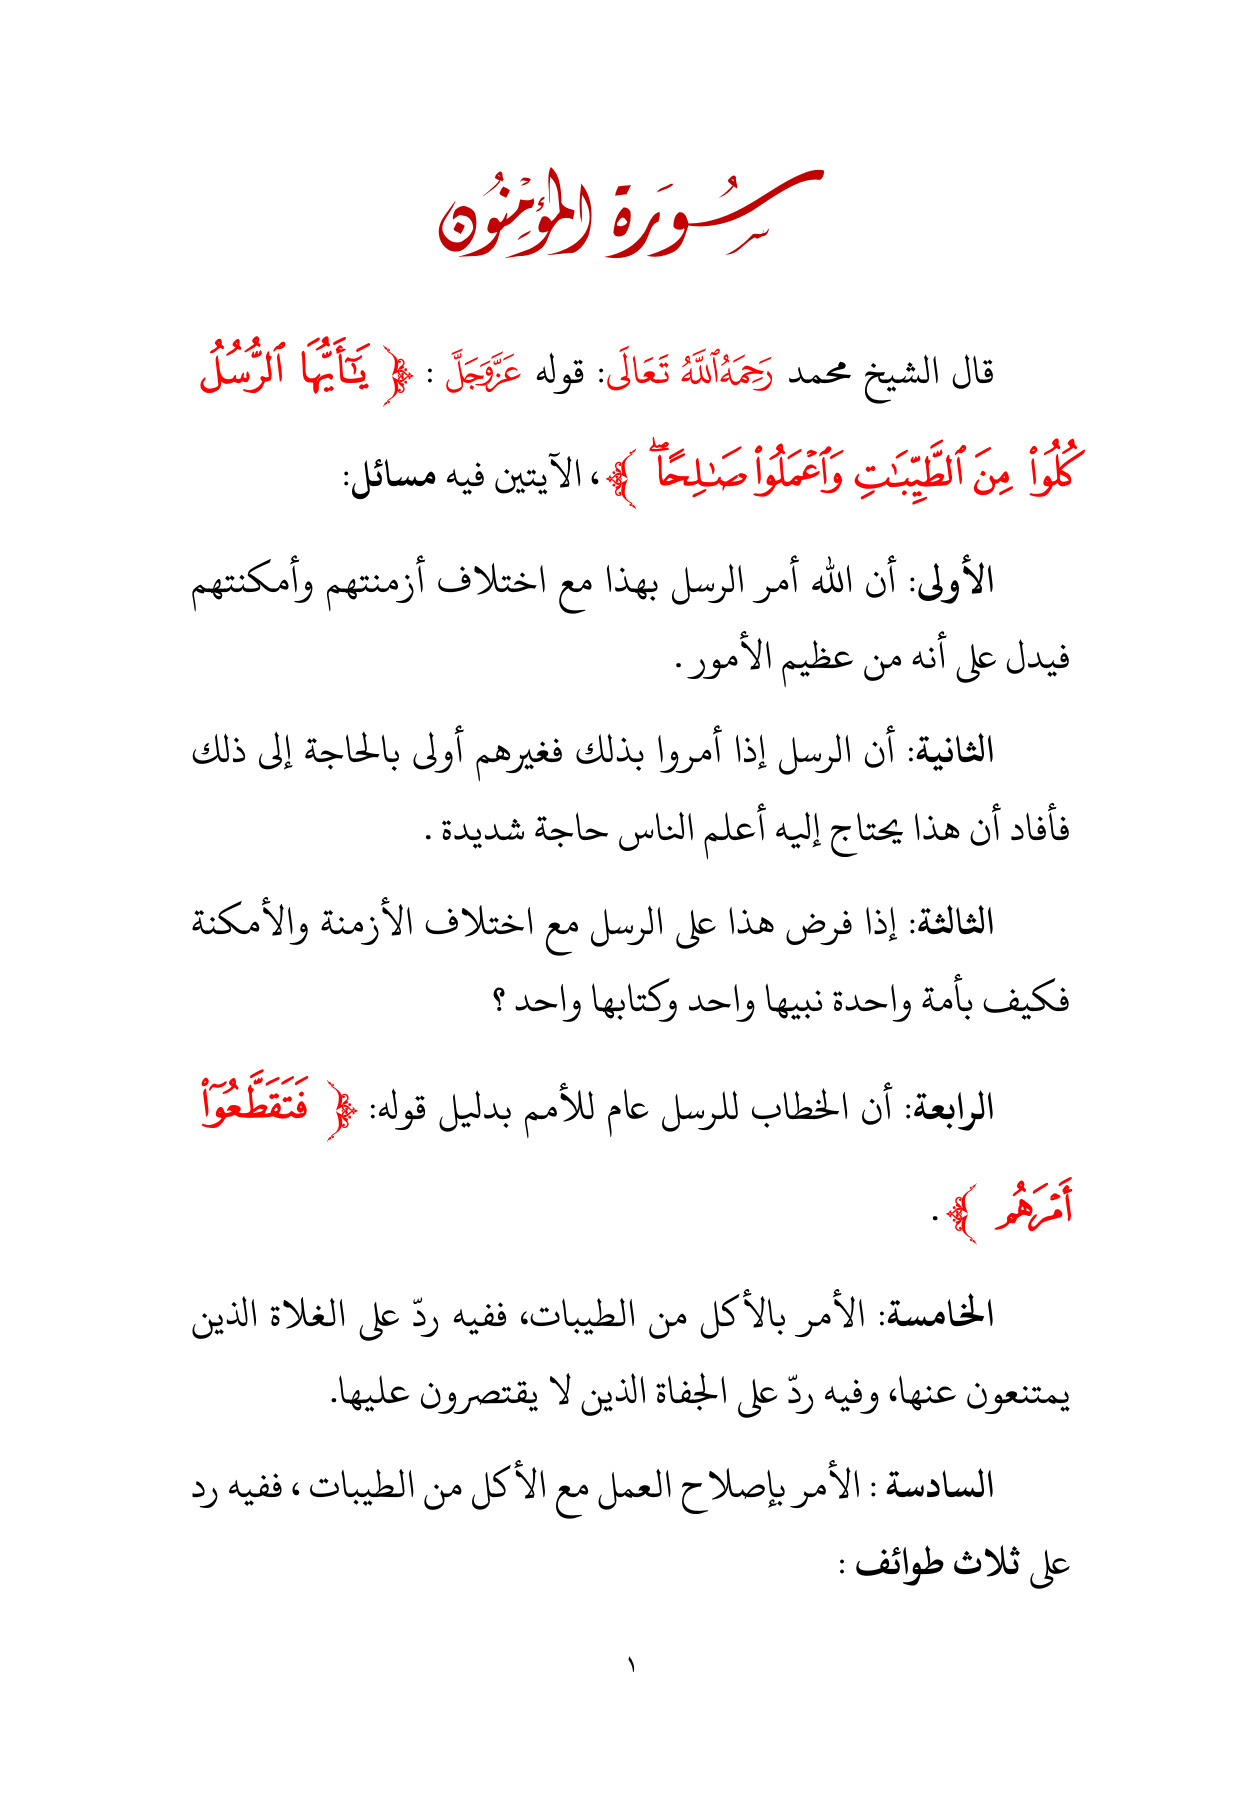 سُورَة المؤمِنُون
قال الشيخ محمد رَحِمَهُ ٱللَّهُ تَعَالَى: قوله عَزَّوَجَلَّ : ﴿ يَـٰٓأَيُّهَا ٱلرُّسُلُ
كُلُوا۟ مِنَ ٱلطَّيِّبَـٰتِ وَٱعْمَلُوا۟ صَـٰلِحًاۖ ﴾ ، الآيتين فيه مسائل:
الأولى: أن الله أمر الرسل بهذا مع اختلاف أزمنتهم وأمكنتهم
فيدل على أنه من عظيم الأمور .
الثانية: أن الرسل إذا أمروا بذلك فغيرهم أولى بالحاجة إلى ذلك
فأفاد أن هذا يحتاج إليه أعلم الناس حاجة شديدة .
الثالثة: إذا فرض هذا على الرسل مع اختلاف الأزمنة والأمكنة
فكيف بأمة واحدة نبيها واحد وكتابها واحد ؟
الرابعة: أن الخطاب للرسل عام للأمم بدليل قوله: ﴿ فَتَقَطَّعُوٓا۟
أَمْرَهُم ﴾ .
الخامسة: الأمر بالأكل من الطيبات، ففيه ردّ على الغلاة الذين
يمتنعون عنها، وفيه ردّ على الجفاة الذين لا يقتصرون عليها.
السادسة : الأمر بإصلاح العمل مع الأكل من الطيبات ، ففيه رد
على ثلاث طوائف :
١